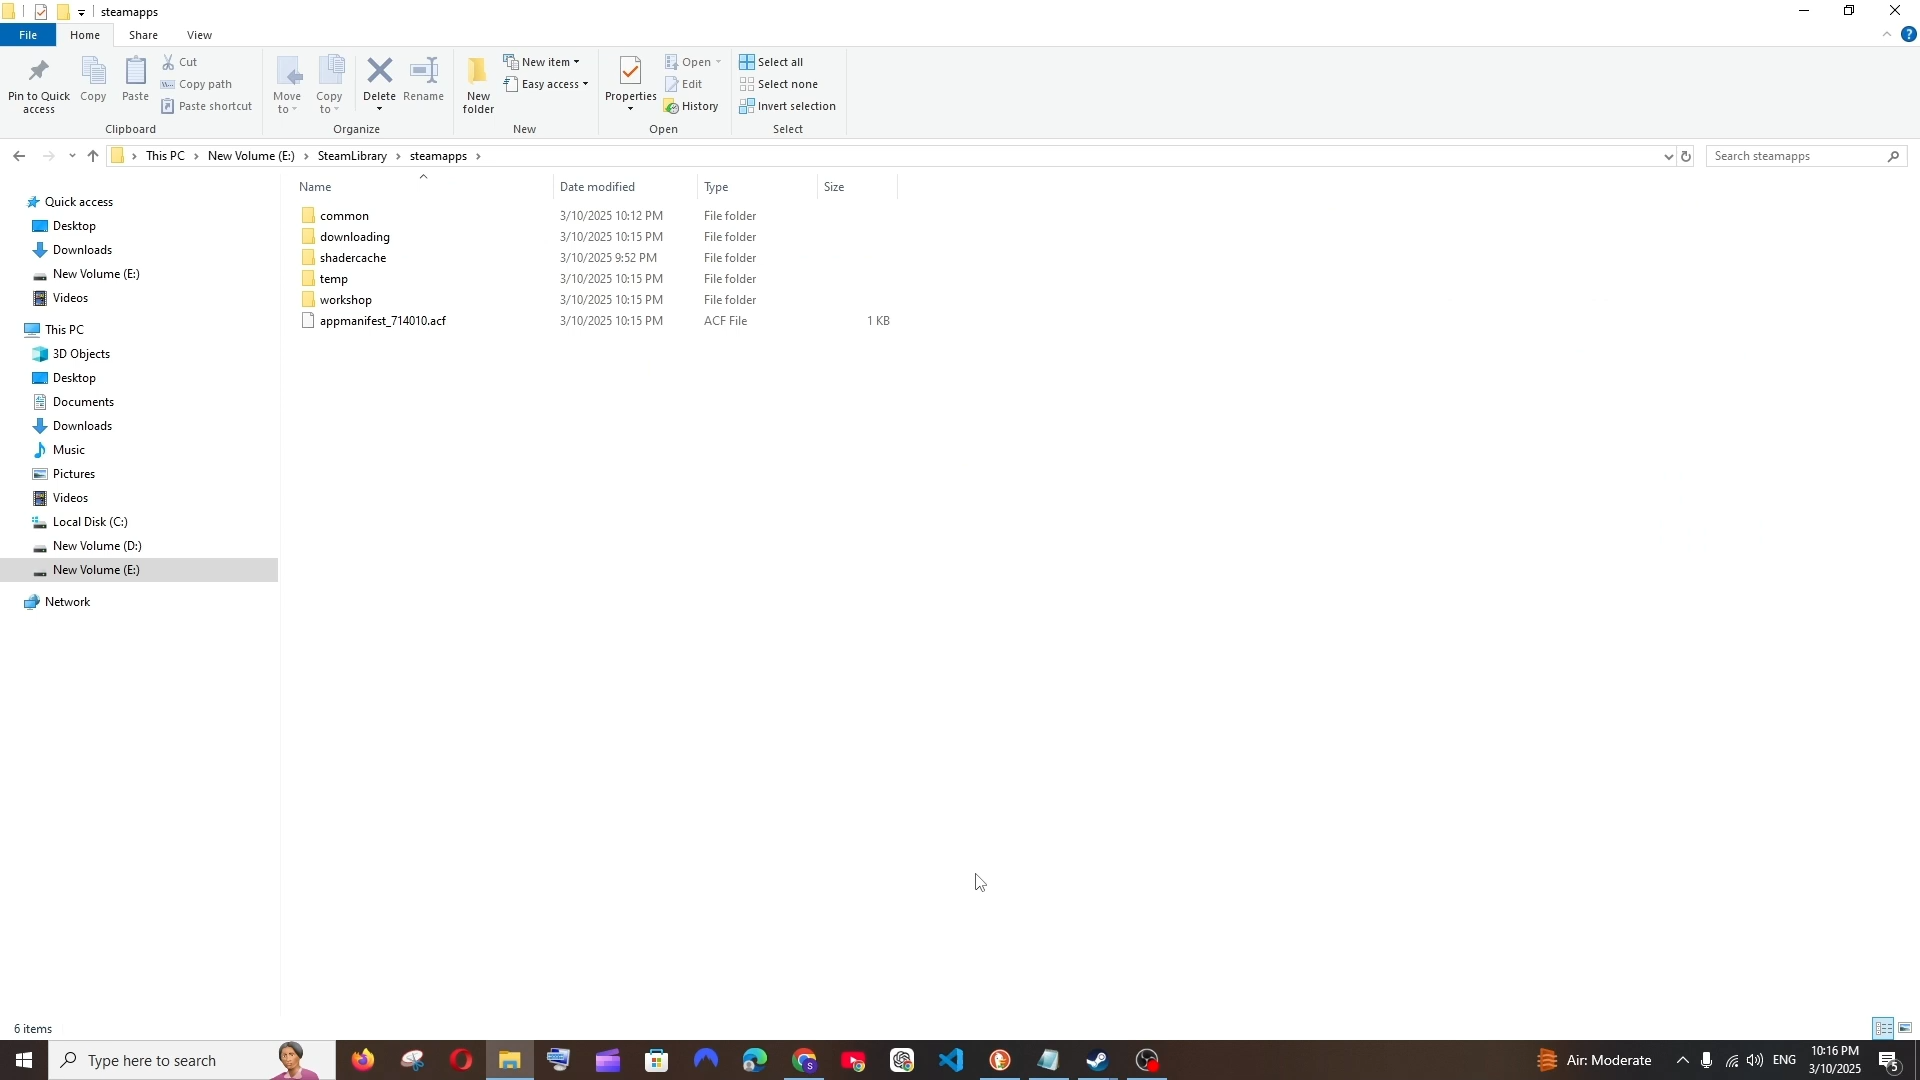 steamapps
File Home Share View
Pin to Quick access
Copy
Paste
Cut
Copy path
Paste shortcut
Clipboard
Move to
Copy to
Delete
Rename
Organize
New folder
New item
Easy access
New
Properties
Open
Edit
History
Open
Select all
Select none
Invert selection
Select
This PC > New Volume (E:) > SteamLibrary > steamapps >
Search steamapps
Name Date modified Type Size
common 3/10/2025 10:12 PM File folder
downloading 3/10/2025 10:15 PM File folder
shadercache 3/10/2025 9:52 PM File folder
temp 3/10/2025 10:15 PM File folder
workshop 3/10/2025 10:15 PM File folder
appmanifest_714010.acf 3/10/2025 10:15 PM ACF File 1 KB
Quick access
Desktop
Downloads
New Volume (E:)
Videos
This PC
3D Objects
Desktop
Documents
Downloads
Music
Pictures
Videos
Local Disk (C:)
New Volume (D:)
New Volume (E:)
Network
6 items
Type here to search
Air: Moderate
ENG
10:16 PM
3/10/2025
5